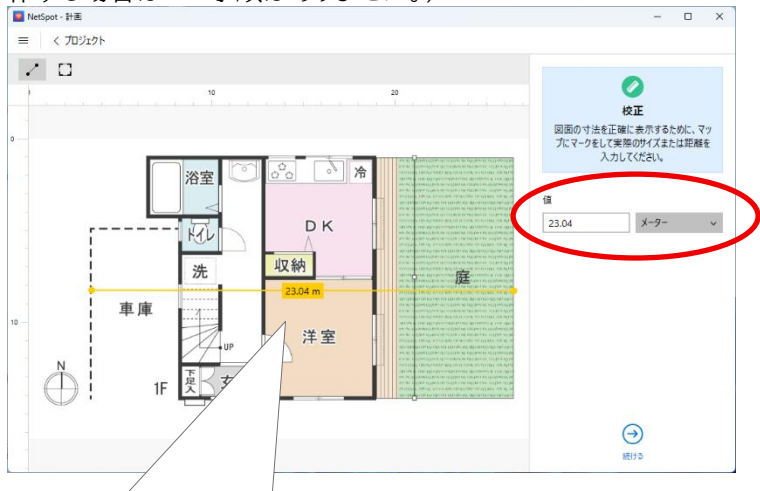 NetSpot - 計画
プロジェクト
10
20
0
校正
図面の寸法を正確に表示するために、マッ
プにマークをして実際のサイズまたは距離を
入力してください。
値
23.04
メーター
浴室
冷
トイレ
DK
洗
収納
庭
23.04 m
車庫
10
洋室
UP
N
1F
下足入
続ける